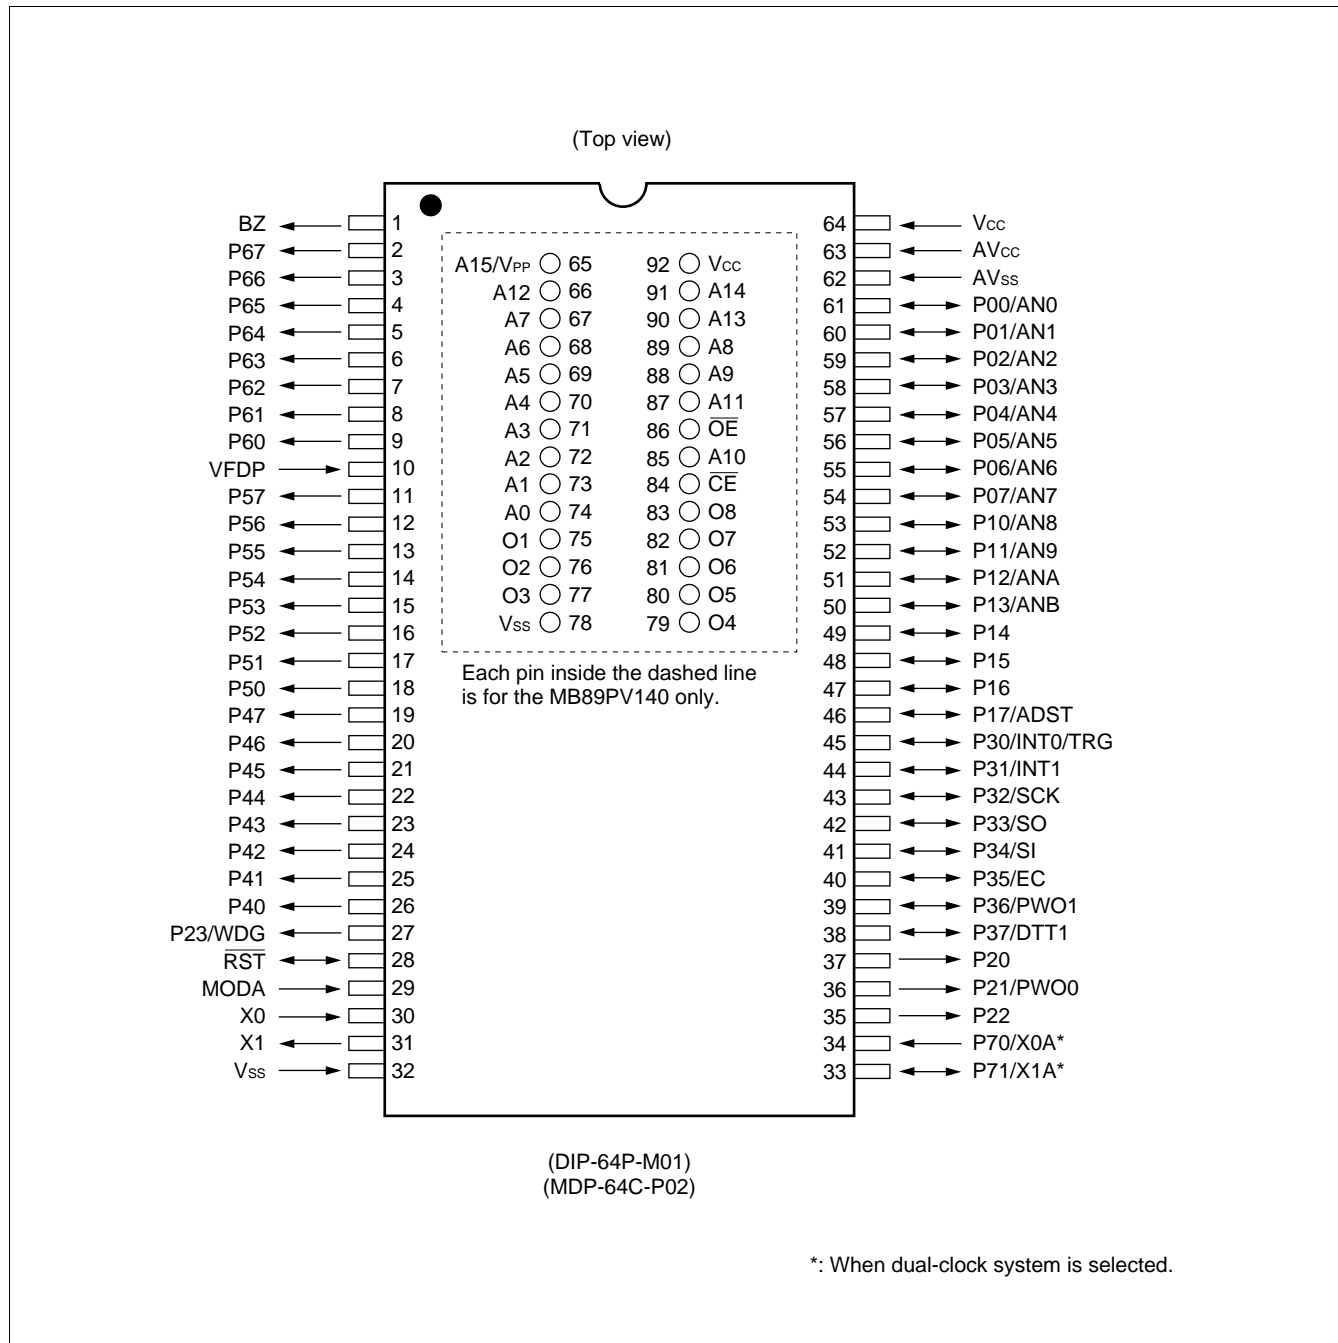 (Top view)
BZ 1 64 Vcc
P67 2 63 AVcc
P66 3 62 AVss
P65 4 61 P00/AN0
P64 5 60 P01/AN1
P63 6 59 P02/AN2
P62 7 58 P03/AN3
P61 8 57 P04/AN4
P60 9 56 P05/AN5
VFDP 10 55 P06/AN6
P57 11 54 P07/AN7
P56 12 53 P10/AN8
P55 13 52 P11/AN9
P54 14 51 P12/ANA
P53 15 50 P13/ANB
P52 16 49 P14
P51 17 48 P15
P50 18 47 P16
P47 19 46 P17/ADST
P46 20 45 P30/INT0/TRG
P45 21 44 P31/INT1
P44 22 43 P32/SCK
P43 23 42 P33/SO
P42 24 41 P34/SI
P41 25 40 P35/EC
P40 26 39 P36/PWO1
P23/WDG 27 38 P37/DTT1
RST 28 37 P20
MODA 29 36 P21/PWO0
X0 30 35 P22
X1 31 34 P70/X0A*
Vss 32 33 P71/X1A*
A15/VPP 65 92 Vcc
A12 66 91 A14
A7 67 90 A13
A6 68 89 A8
A5 69 88 A9
A4 70 87 A11
A3 71 86 OE
A2 72 85 A10
A1 73 84 CE
A0 74 83 O8
O1 75 82 O7
O2 76 81 O6
O3 77 80 O5
Vss 78 79 O4
Each pin inside the dashed line
is for the MB89PV140 only.
(DIP-64P-M01)
(MDP-64C-P02)
*: When dual-clock system is selected.